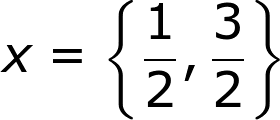 x = {1/2, 3/2}